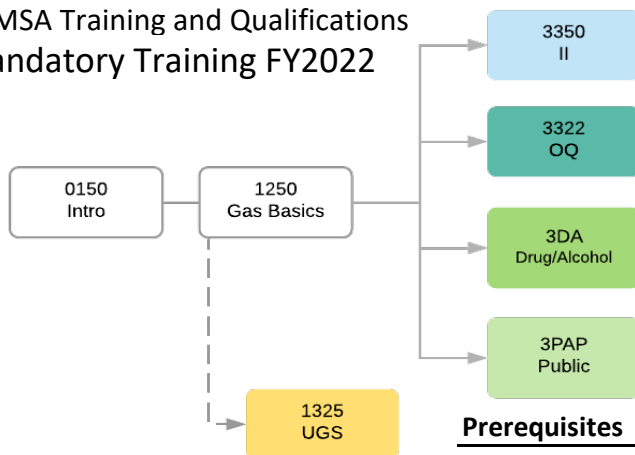 MSA Training and Qualifications
andatory Training FY2022
3350
II
3322
OQ
0150
Intro
1250
Gas Basics
3DA
Drug/Alcohol
3PAP
Public
1325
UGS
Prerequisites